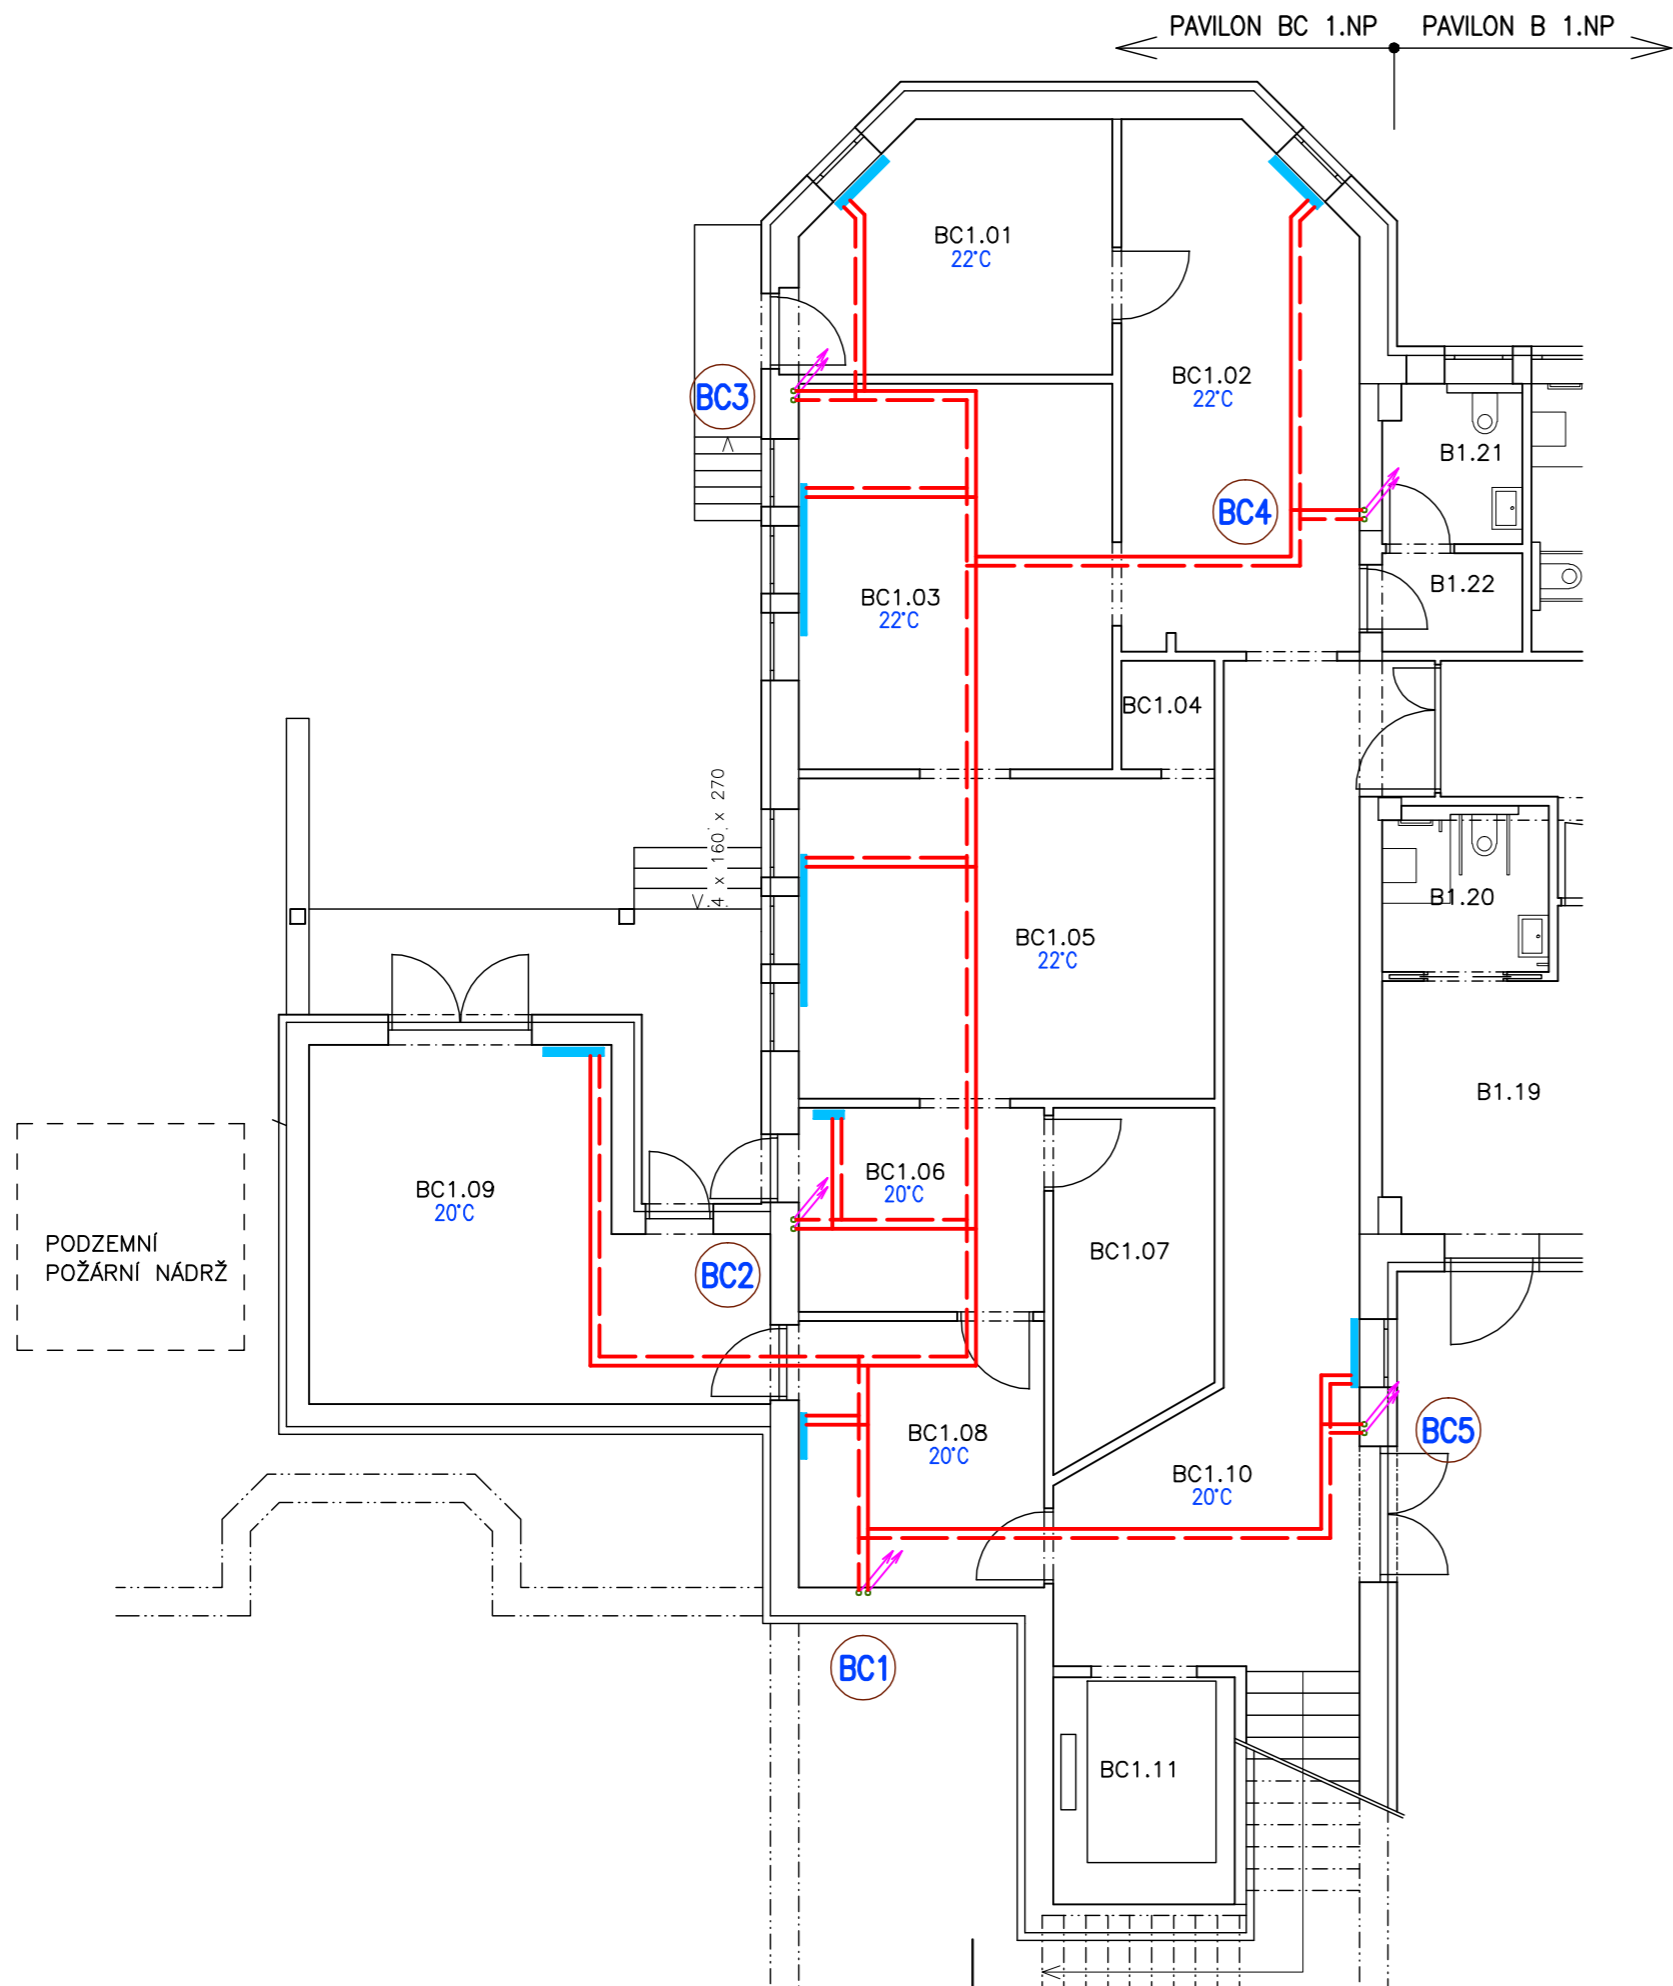 PAVILON BC 1.NP
PAVILON B 1.NP
BC1.01
22°C
BC1.02
22°C
BC3
B1.21
BC4
B1.22
BC1.03
22°C
BC1.04
4 x 160 x 270
B1.20
BC1.05
22°C
B1.19
BC1.06
20°C
BC1.09
20°C
PODZEMNÍ
POŽÁRNÍ NÁDRŽ
BC1.07
BC2
BC1.08
20°C
BC5
BC1.10
20°C
BC1
BC1.11